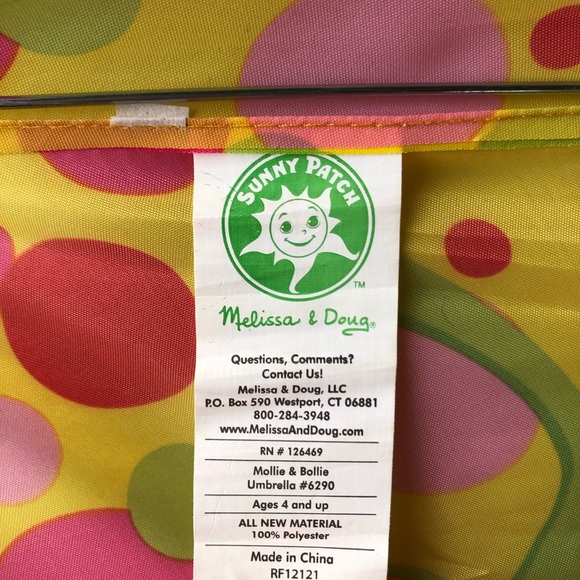 SUNNY PATCH
TM
Melissa & Doug®
Questions, Comments?
Contact Us!
Melissa & Doug, LLC
P.O. Box 590 Westport, CT 06881
800-284-3948
www.MelissaAndDoug.com
RN # 126469
Mollie & Bollie
Umbrella #6290
Ages 4 and up
ALL NEW MATERIAL
100% Polyester
Made in China
RF12121